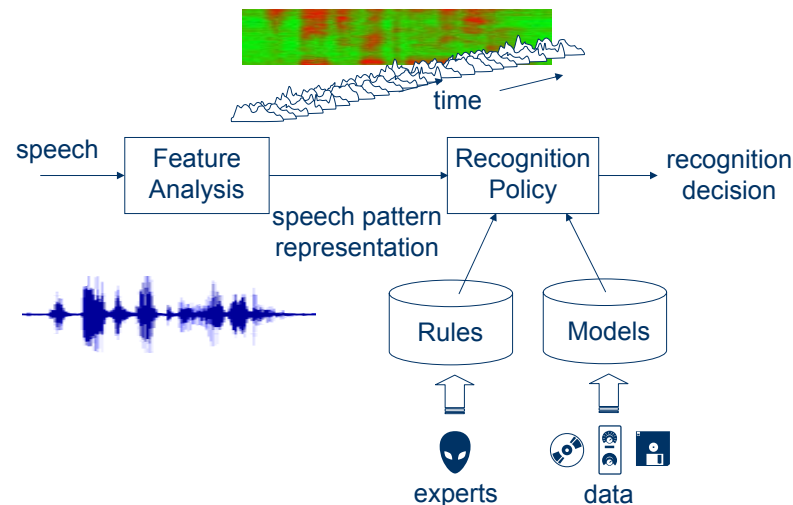 time
speech
Feature
Analysis
Recognition
Policy
recognition
decision
speech pattern
representation
Rules
Models
experts
data